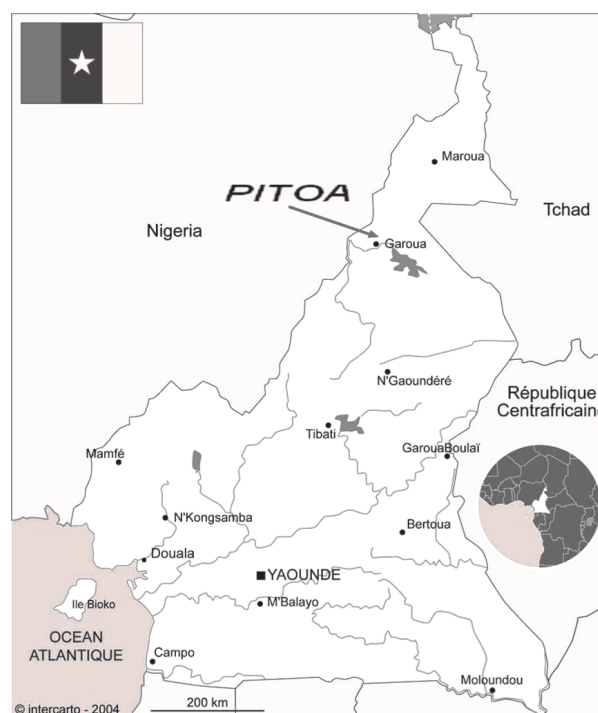 Maroua
PITOA
Tchad
Nigeria
Garoua
N'Gaoundéré
République
Centrafricaine
Tibati
GarouaBoulaï
Mamfé
N'Kongsamba
Bertoua
Douala
YAOUNDE
M'Balayo
Ile Bioko
OCEAN
ATLANTIQUE
Campo
Moloundou
200 km
© intercarto - 2004